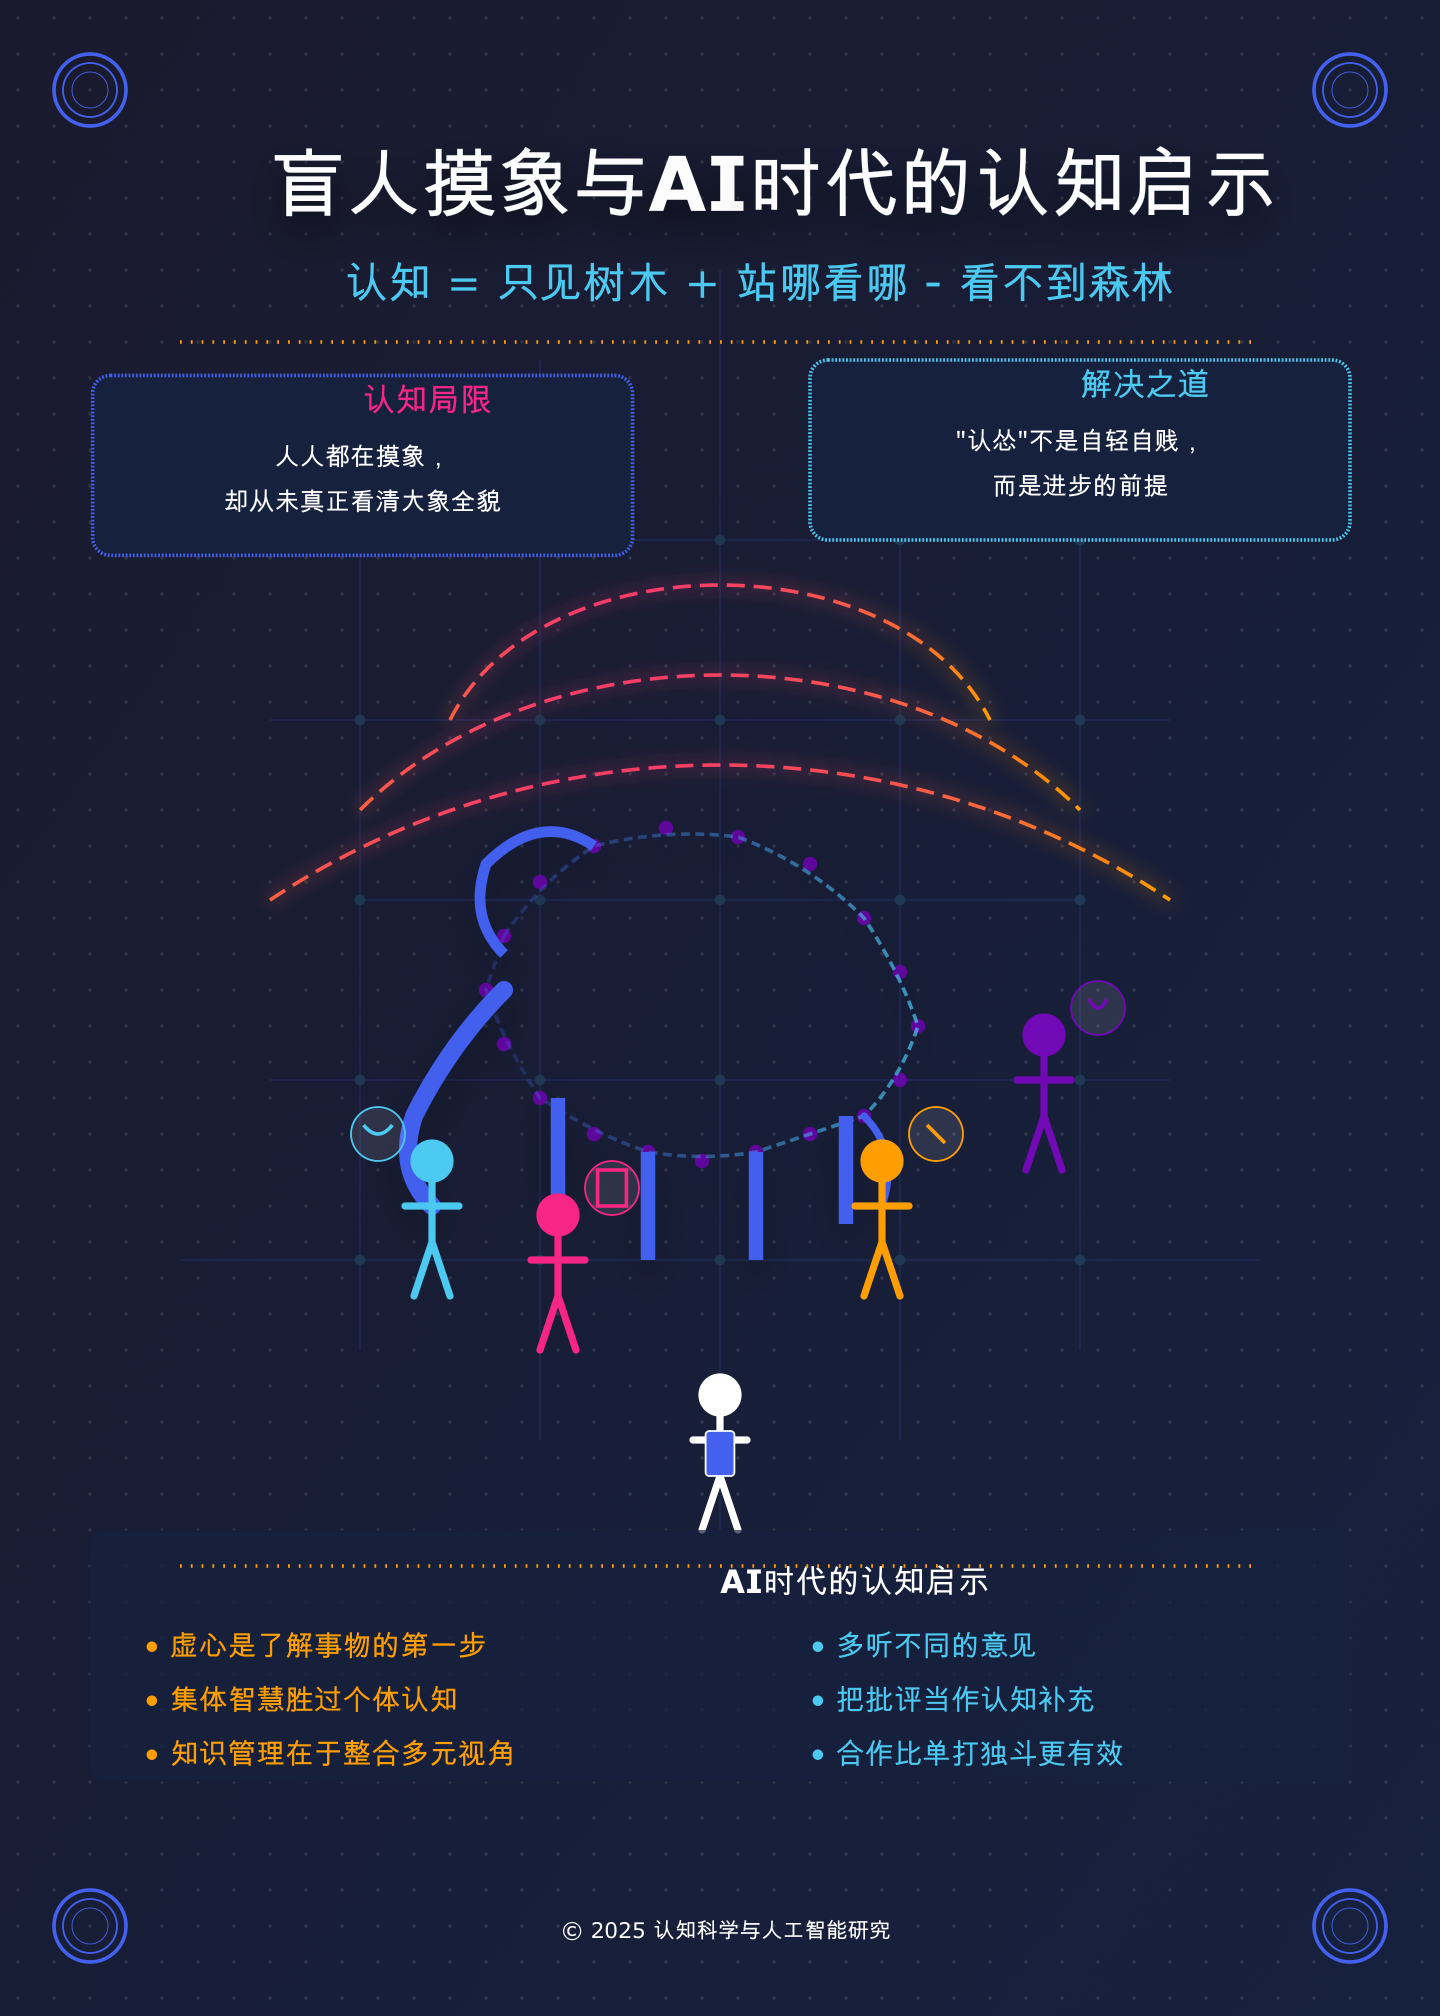 盲人摸象与AI时代的认知启示
认知 = 只见树木 + 站哪看哪 - 看不到森林
认知局限
人人都在摸象，
却从未真正看清大象全貌
解决之道
"认怂"不是自轻自贱，
而是进步的前提
AI时代的认知启示
• 虚心是了解事物的第一步
• 集体智慧胜过个体认知
• 知识管理在于整合多元视角
• 多听不同的意见
• 把批评当作认知补充
• 合作比单打独斗更有效
© 2025 认知科学与人工智能研究